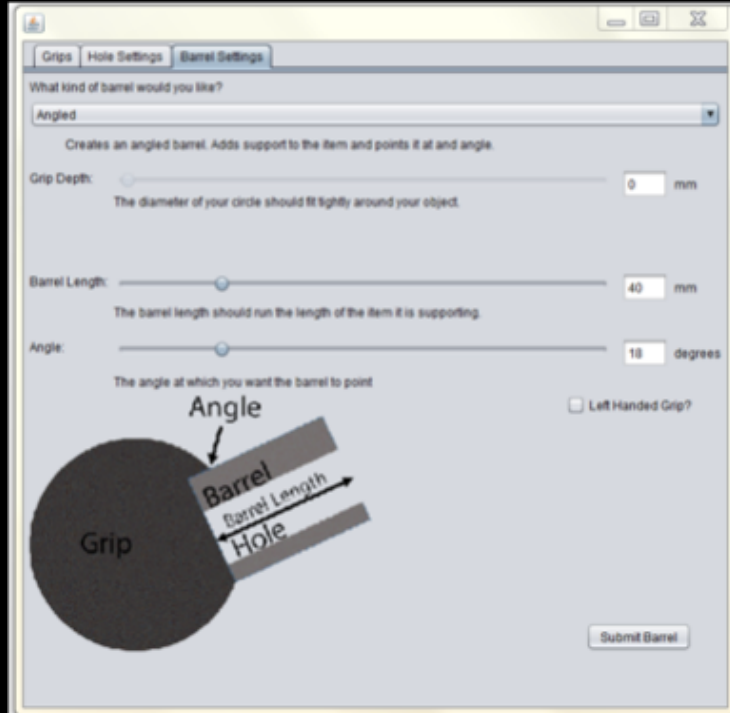 Grips Hole Settings Barrel Settings
What kind of barrel would you like?
Angled
Creates an angled barrel. Adds support to the item and points it at and angle.
Grip Depth: 0 mm
The diameter of your circle should fit tightly around your object.
Barrel Length: 40 mm
The barrel length should run the length of the item it is supporting.
Angle: 18 degrees
The angle at which you want the barrel to point
Left Handed Grip?
Angle
Barrel
Barrel Length
Hole
Grip
Submit Barrel